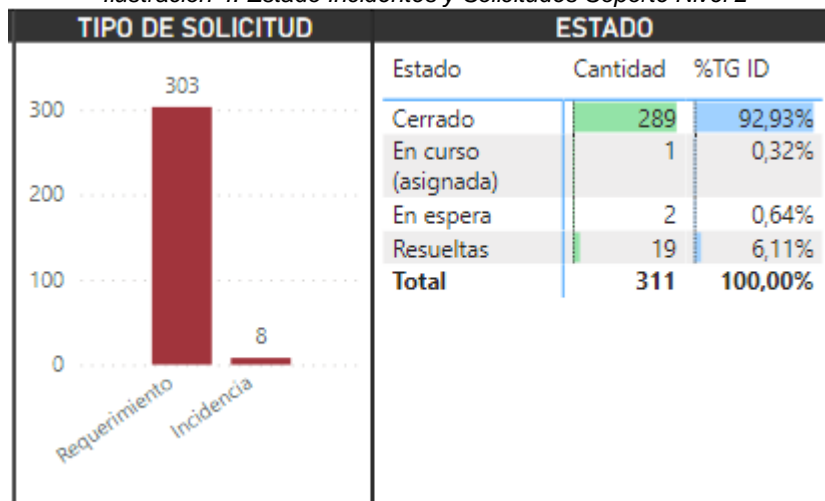 Ilustración 4. Estado Incidentes y Solicitudes Soporte Nivel 2
TIPO DE SOLICITUD
303
300
200
100
8
0
Requerimiento
Incidencia
ESTADO
Estado Cantidad %TG ID
Cerrado 289 92,93%
En curso 1 0,32%
(asignada)
En espera 2 0,64%
Resueltas 19 6,11%
Total 311 100,00%